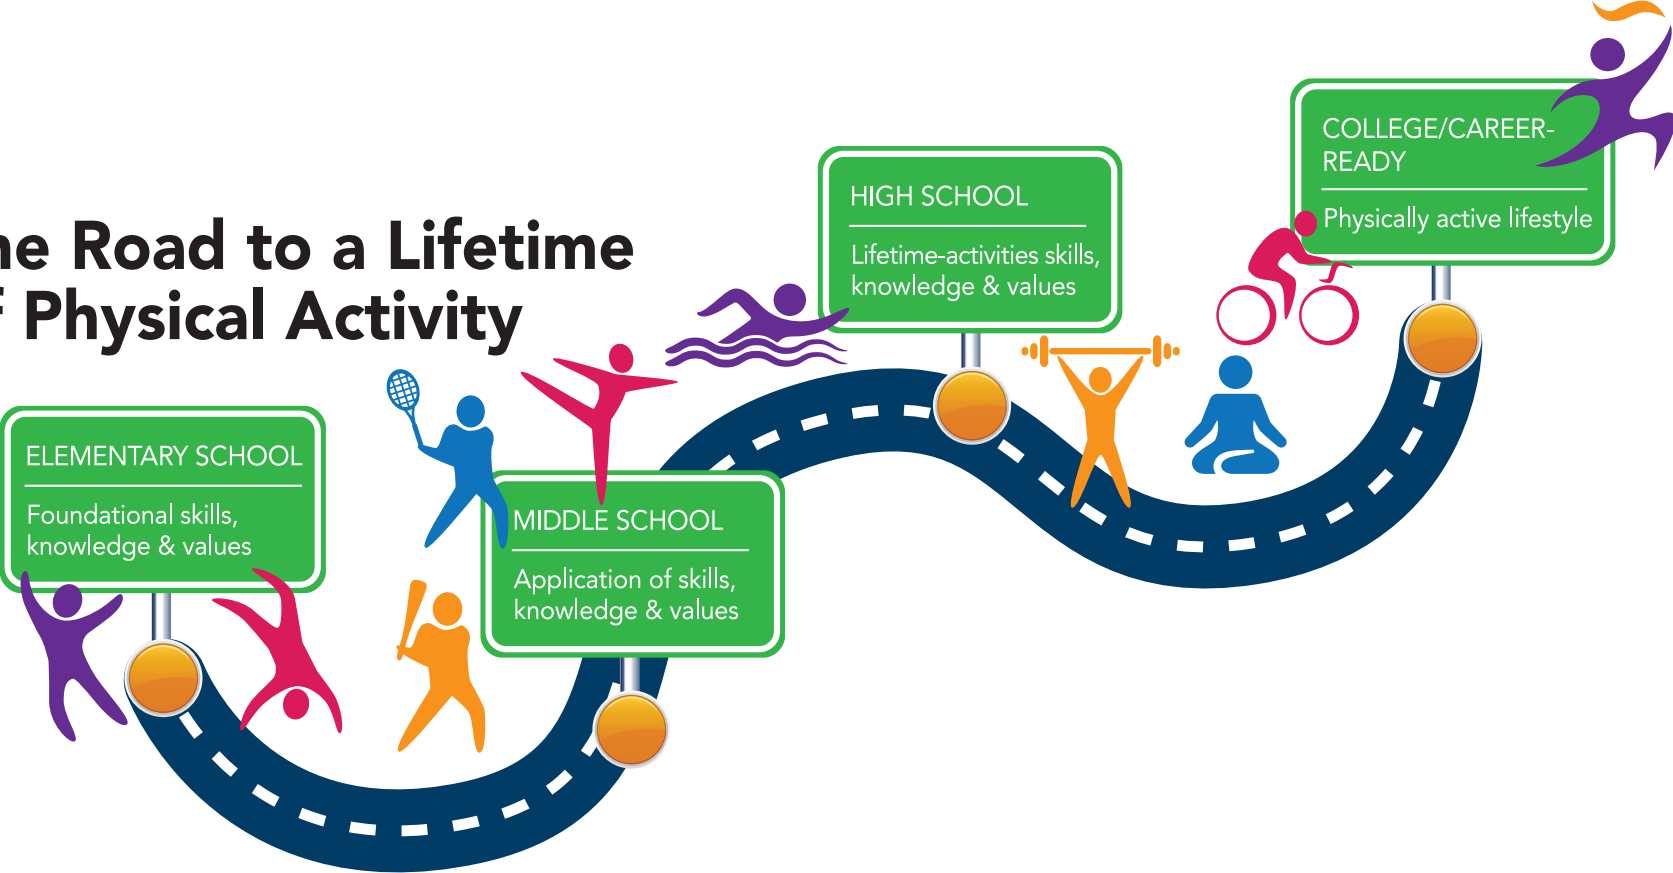 he Road to a Lifetime
f Physical Activity
ELEMENTARY SCHOOL
Foundational skills,
knowledge & values
MIDDLE SCHOOL
Application of skills,
knowledge & values
HIGH SCHOOL
Lifetime-activities skills,
knowledge & values
COLLEGE/CAREER-
READY
Physically active lifestyle